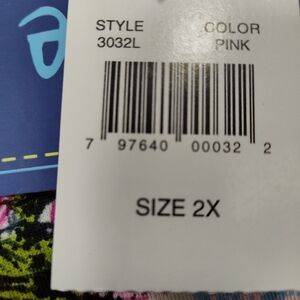 STYLE COLOR
3032L PINK
7 97640 00032 2
SIZE 2X